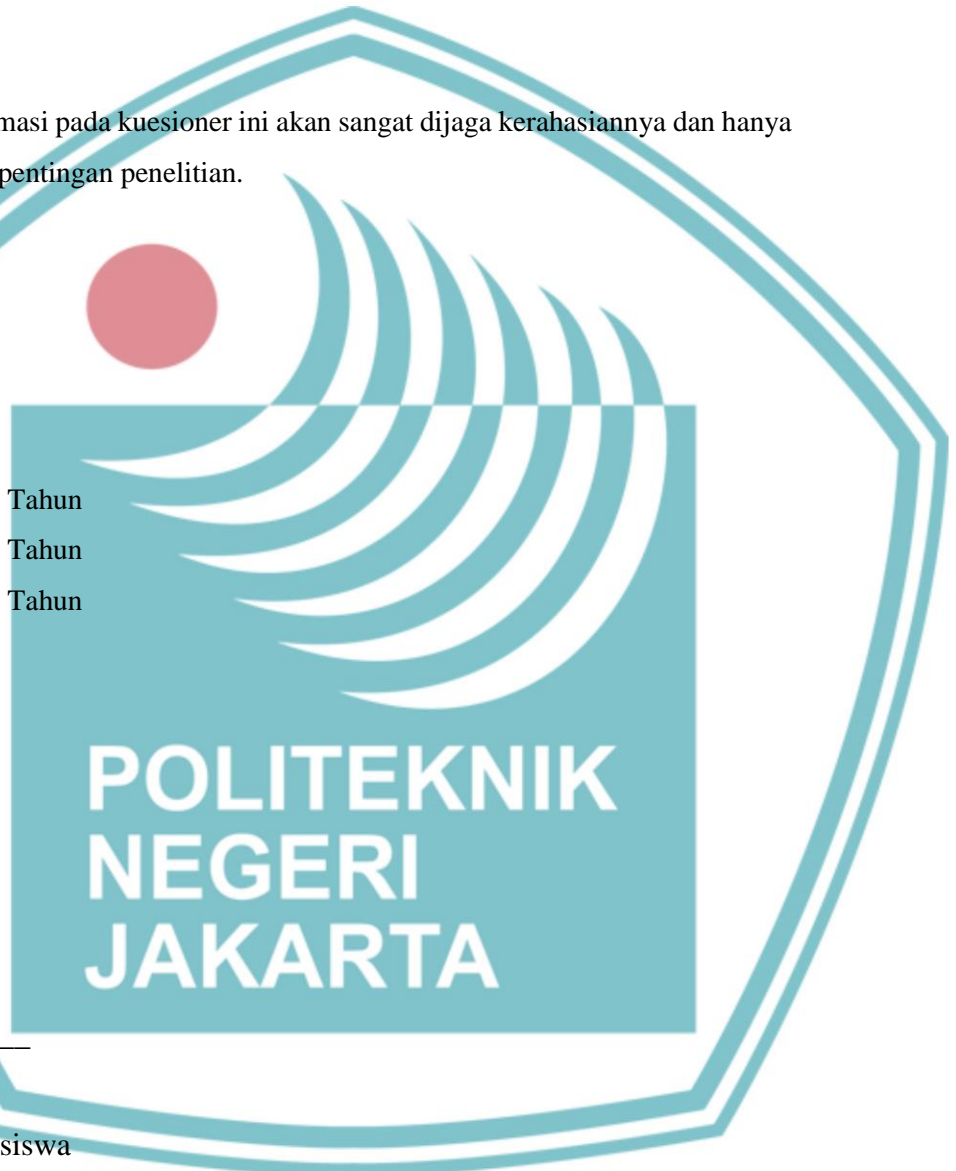 masi pada kuesioner ini akan sangat dijaga kerahasiannya dan hanya
pentingan penelitian.
Tahun
Tahun
Tahun
POLITEKNIK
NEGERI
JAKARTA
siswa